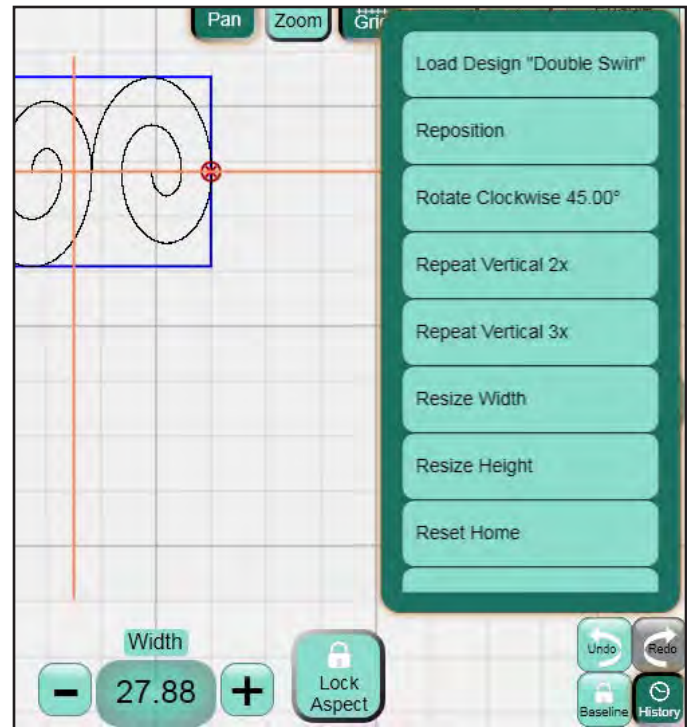 Pan
Zoom
Load Design "Double Swirl"
Reposition
Rotate Clockwise 45.00°
Repeat Vertical 2x
Repeat Vertical 3x
Resize Width
Resize Height
Reset Home
Width
27.88
Lock
Aspect
Undo
Redo
Baseline
History